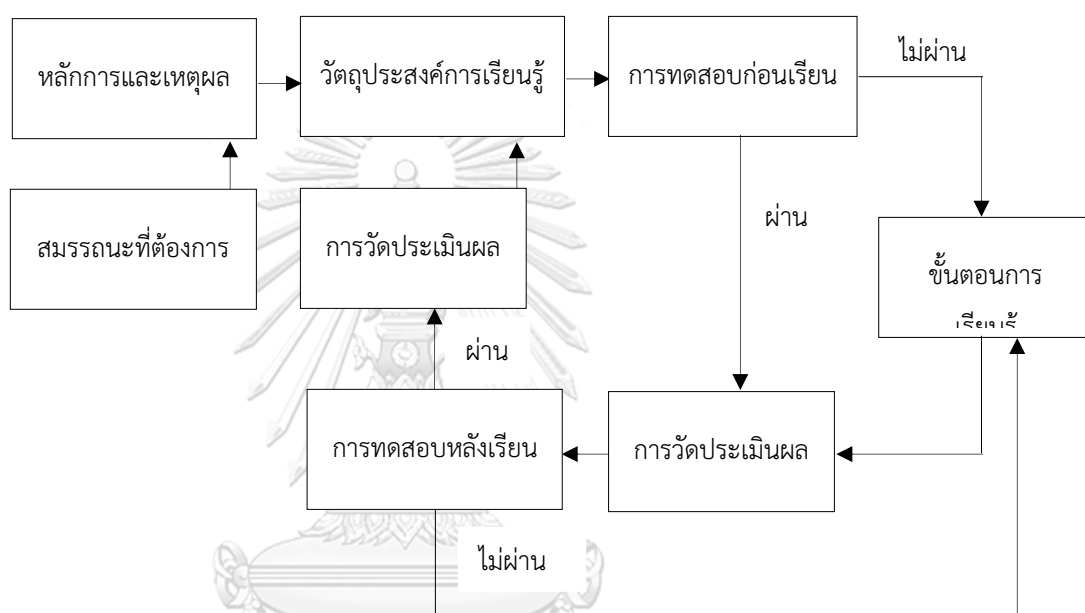 หลักการและเหตุผล
วัตถุประสงค์การเรียนรู้
การทดสอบก่อนเรียน
ไม่ผ่าน
สมรรถนะที่ต้องการ
การวัดประเมินผล
ผ่าน
ขั้นตอนการ
เรียนรู้
ผ่าน
การทดสอบหลังเรียน
การวัดประเมินผล
ไม่ผ่าน